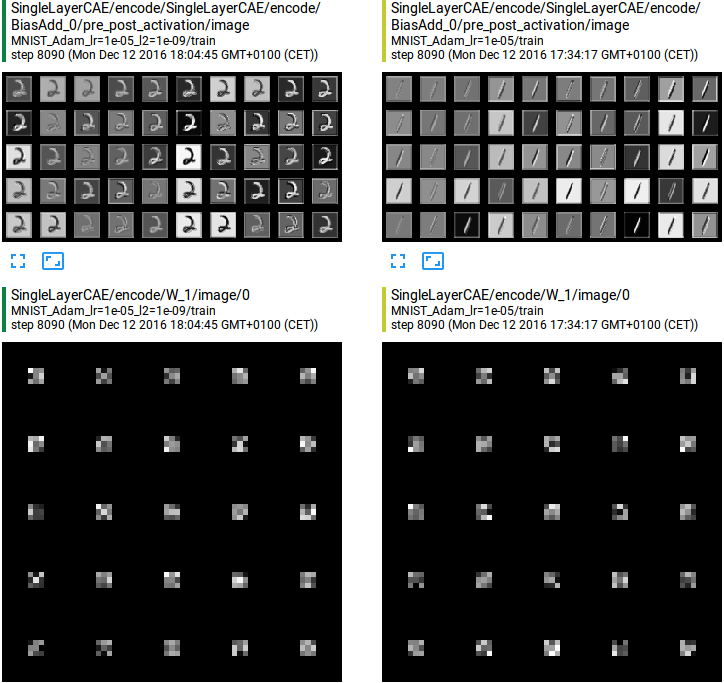 SingleLayerCAE/encode/SingleLayerCAE/encode/
BiasAdd_0/pre_post_activation/image
MNIST_Adam_lr=1e-05_l2=1e-09/train
step 8090 (Mon Dec 12 2016 18:04:45 GMT+0100 (CET))
SingleLayerCAE/encode/SingleLayerCAE/encode/
BiasAdd_0/pre_post_activation/image
MNIST_Adam_lr=1e-05/train
step 8090 (Mon Dec 12 2016 17:34:17 GMT+0100 (CET))
SingleLayerCAE/encode/W_1/image/0
MNIST_Adam_lr=1e-05_l2=1e-09/train
step 8090 (Mon Dec 12 2016 18:04:45 GMT+0100 (CET))
SingleLayerCAE/encode/W_1/image/0
MNIST_Adam_lr=1e-05/train
step 8090 (Mon Dec 12 2016 17:34:17 GMT+0100 (CET))